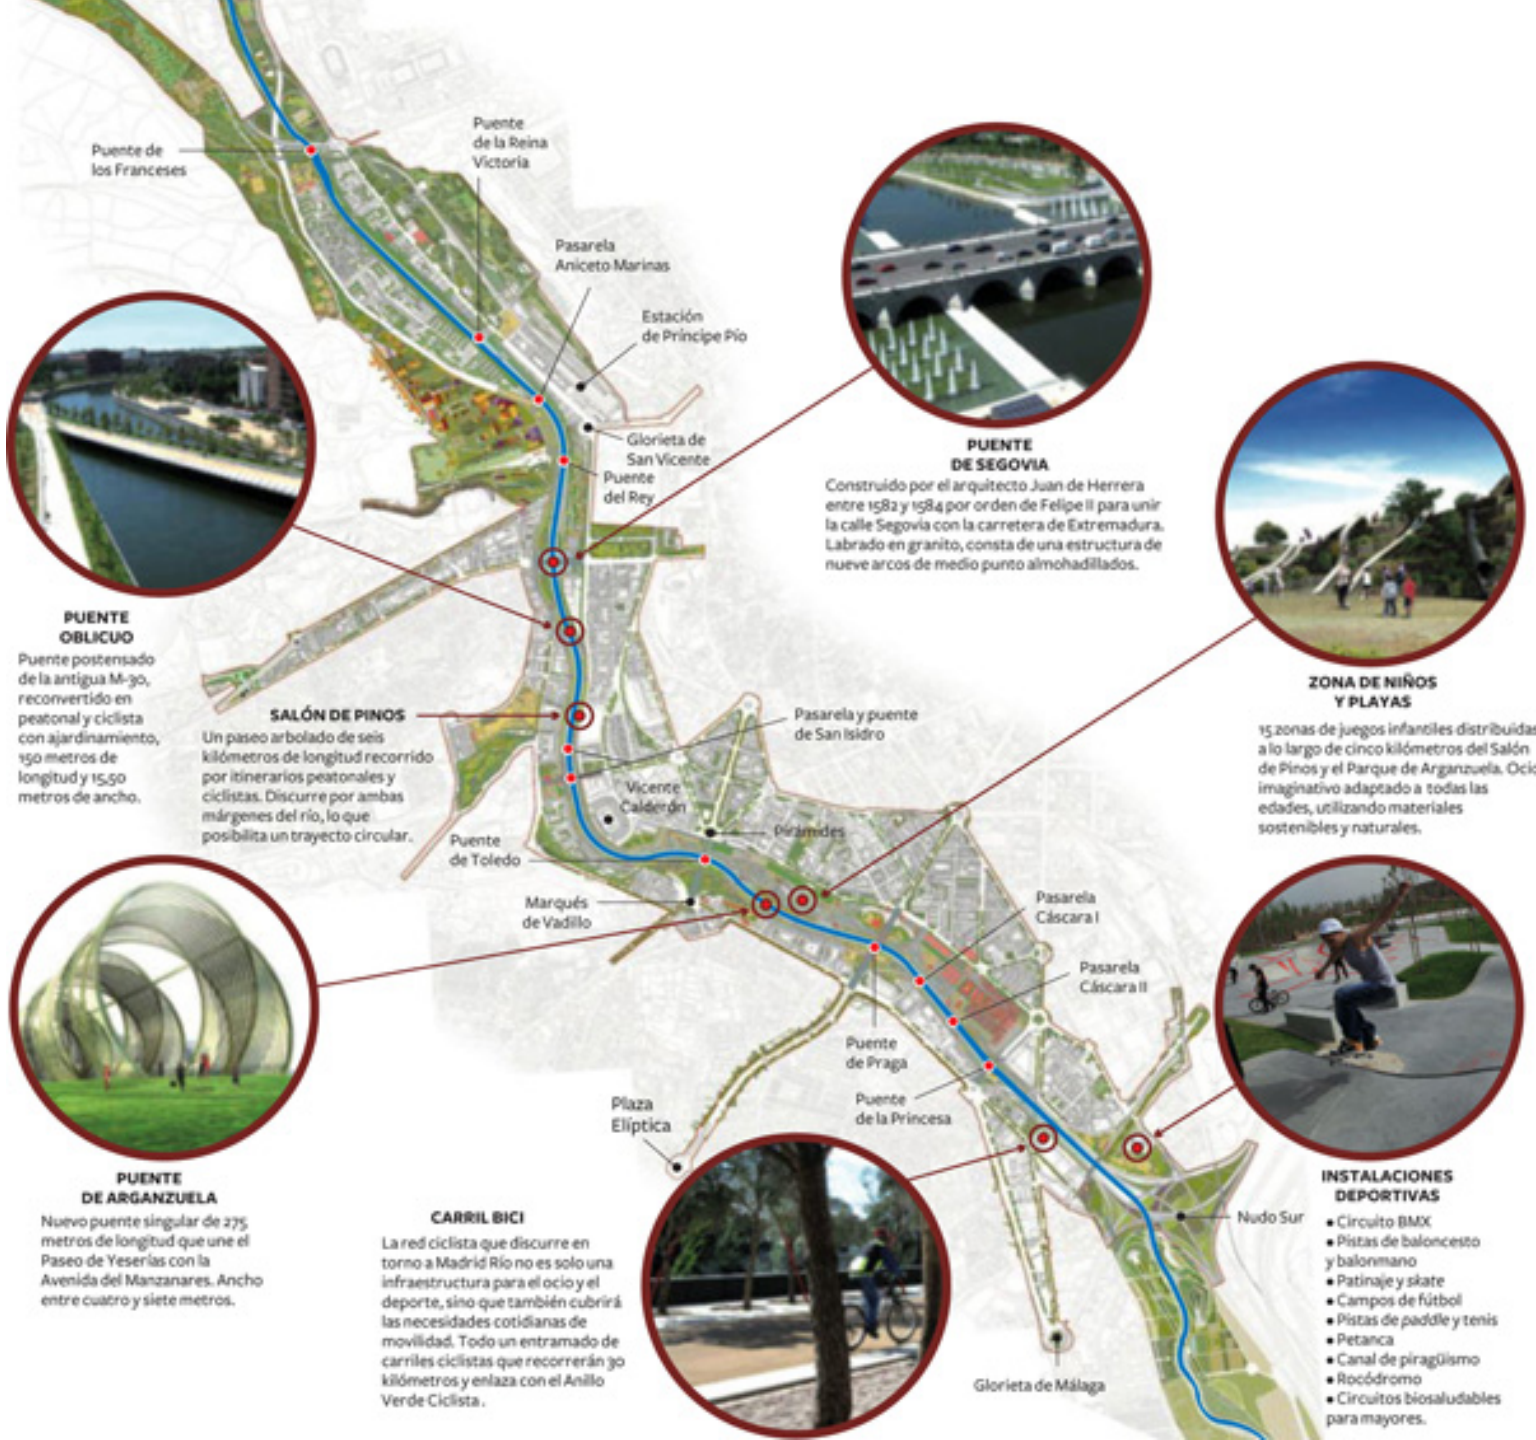 Puente de
los Franceses
Puente
de la Reina
Victoria
Pasarela
Aniceto Marinas
Estación
de Príncipe Pío
Glorieta de
San Vicente
Puente
del Rey
PUENTE
DE SEGOVIA
Construido por el arquitecto Juan de Herrera
entre 1582 y 1584 por orden de Felipe II para unir
la calle Segovia con la carretera de Extremadura.
Labrado en granito, consta de una estructura de
nueve arcos de medio punto almohadillados.
PUENTE
OBLICUO
Puente postensado
de la antigua M-30,
reconvertido en
peatonal y ciclista
con ajardinamiento,
150 metros de
longitud y 15,50
metros de ancho.
SALÓN DE PINOS
Un paseo arbolado de seis
kilómetros de longitud recorrido
por itinerarios peatonales y
ciclistas. Discurre por ambas
márgenes del río, lo que
posibilita un trayecto circular.
ZONA DE NIÑOS
Y PLAYAS
15 zonas de juegos infantiles distribuidas
a lo largo de cinco kilómetros del Salón
de Pinos y el Parque de Arganzuela. Ocio
imaginativo adaptado a todas las
edades, utilizando materiales
sostenibles y naturales.
Pasarela y puente
de San Isidro
Vicente
Calderón
Pirámides
Puente
de Toledo
Marqués
de Vadillo
Pasarela
Cáscara I
Pasarela
Cáscara II
Puente
de Praga
Puente
de la Princesa
Plaza
Elíptica
Nudo Sur
Glorieta de Málaga
PUENTE
DE ARGANZUELA
Nuevo puente singular de 275
metros de longitud que une el
Paseo de Yeserías con la
Avenida del Manzanares. Ancho
entre cuatro y siete metros.
CARRIL BICI
La red ciclista que discurre en
torno a Madrid Río no es solo una
infraestructura para el ocio y el
deporte, sino que también cubrirá
las necesidades cotidianas de
movilidad. Todo un entramado de
carriles ciclistas que recorrerán 30
kilómetros y enlaza con el Anillo
Verde Ciclista.
INSTALACIONES
DEPORTIVAS
• Circuito BMX
• Pistas de baloncesto
y balonmano
• Patinaje y skate
• Campos de fútbol
• Pistas de paddle y tenis
• Petanca
• Canal de piragüismo
• Rocódromo
• Circuitos biosaludables
para mayores.